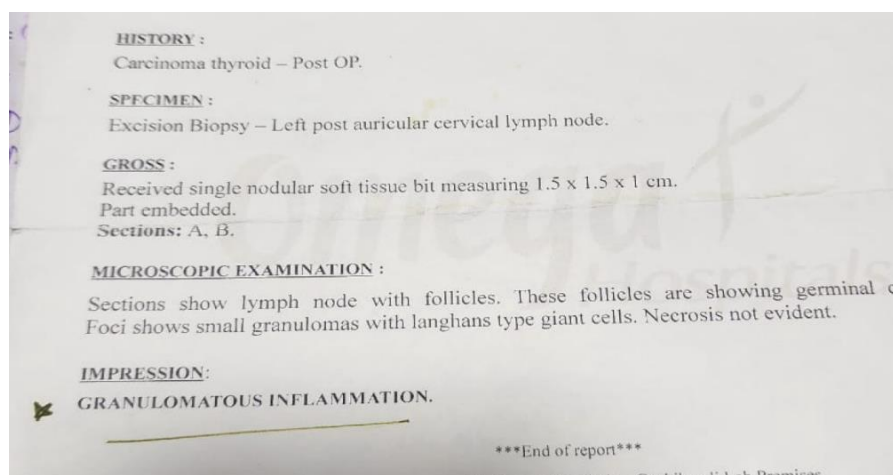 HISTORY :
Carcinoma thyroid – Post OP.
SPECIMEN :
Excision Biopsy – Left post auricular cervical lymph node.
GROSS :
Received single nodular soft tissue bit measuring 1.5 x 1.5 x 1 cm.
Part embedded.
Sections: A, B.
Omega
Hospitals
MICROSCOPIC EXAMINATION :
Sections show lymph node with follicles. These follicles are showing germinal
Foci shows small granulomas with langhans type giant cells. Necrosis not evident.
IMPRESSION:
GRANULOMATOUS INFLAMMATION.
***End of report***